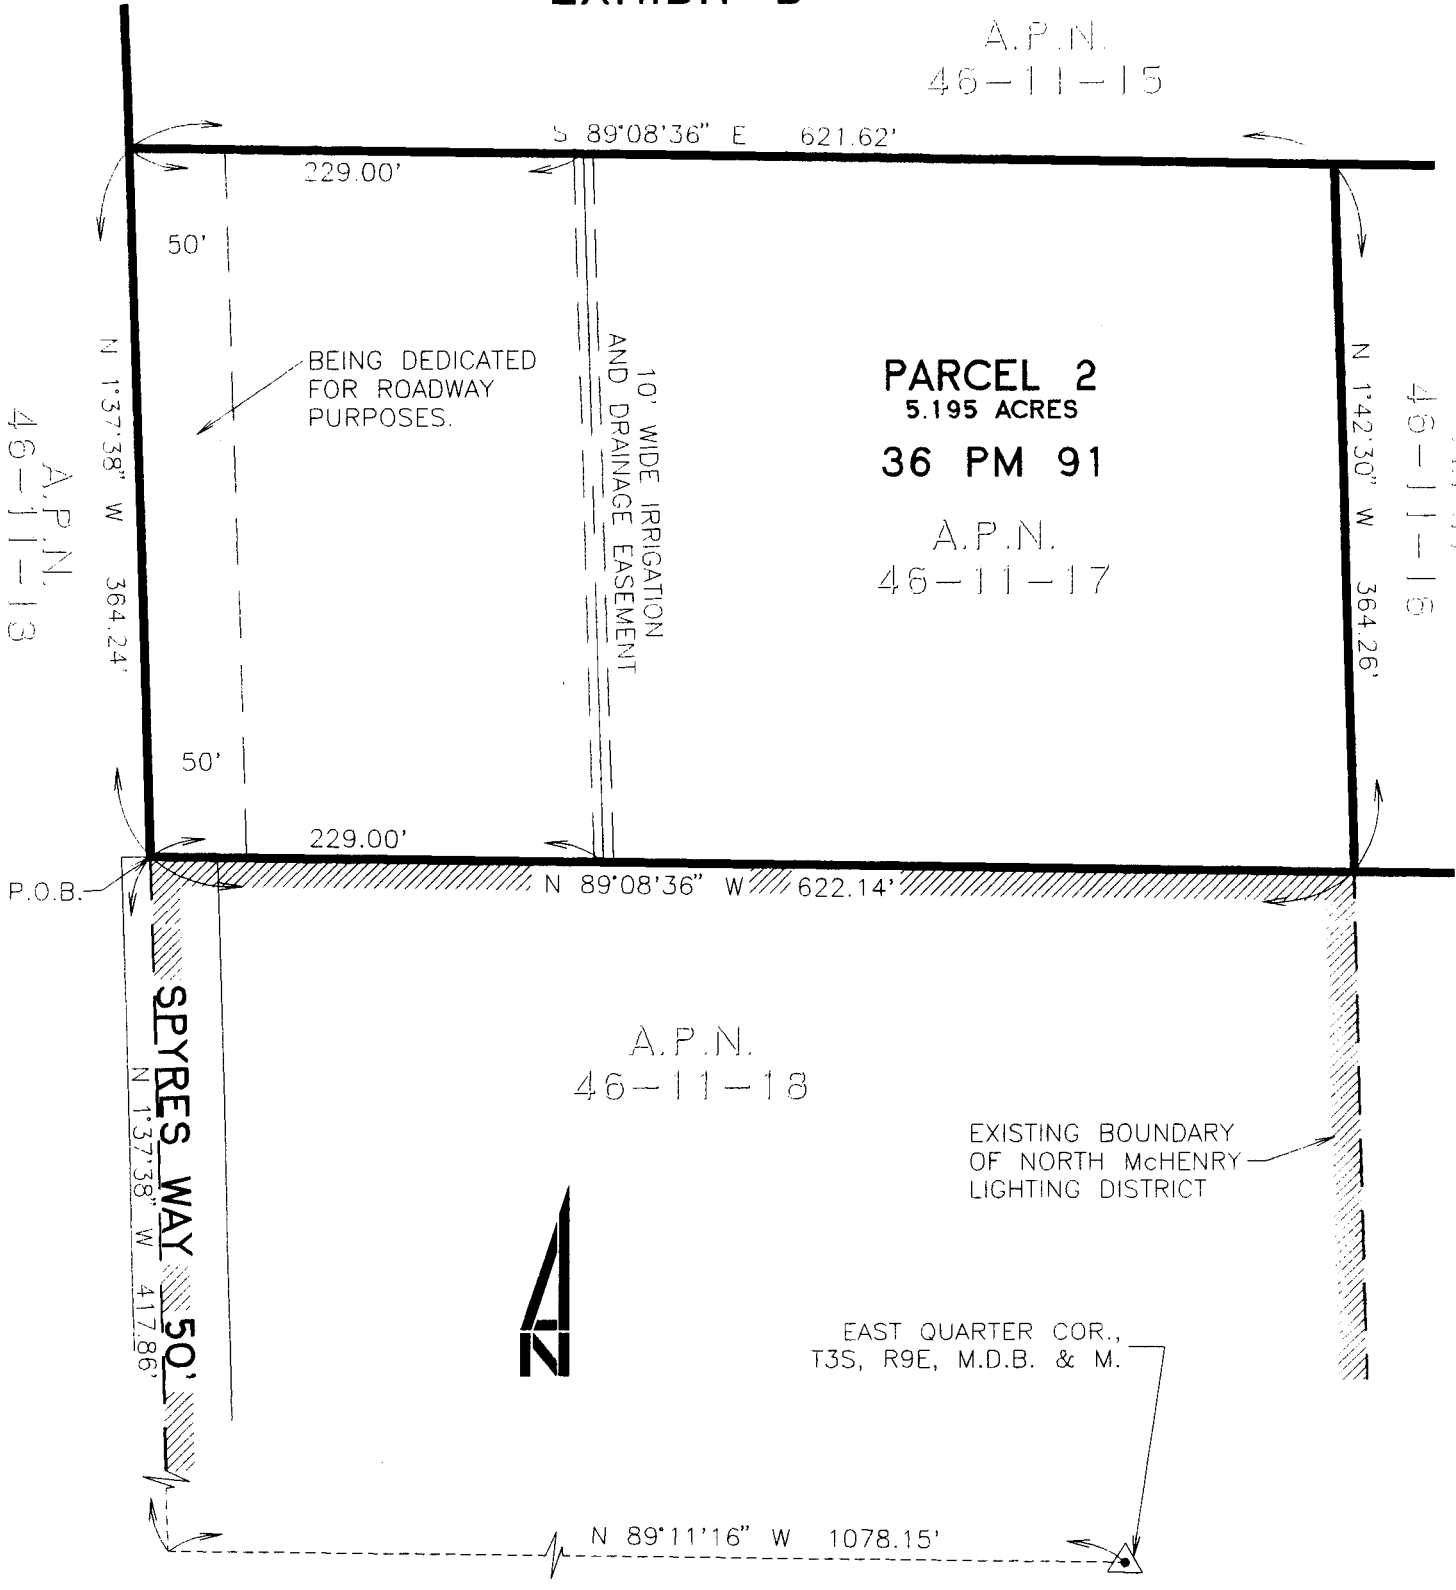 A.P.N.
46-11-15
S 89°08'36" E 621.62'
229.00'
50'
BEING DEDICATED
FOR ROADWAY
PURPOSES.
N 1°37'38" W 364.24'
A.P.N.
46-11-13
10' WIDE IRRIGATION
AND DRAINAGE EASEMENT
PARCEL 2
5.195 ACRES
36 PM 91
A.P.N.
46-11-17
N 1°42'30" W 364.26'
46-11-16
50'
229.00'
P.O.B.
N 89°08'36" W 622.14'
SPYRES WAY 50'
N 1°37'38" W 417.86'
A.P.N.
46-11-18
EXISTING BOUNDARY
OF NORTH McHENRY
LIGHTING DISTRICT
N
EAST QUARTER COR.,
T3S, R9E, M.D.B. & M.
N 89°11'16" W 1078.15'